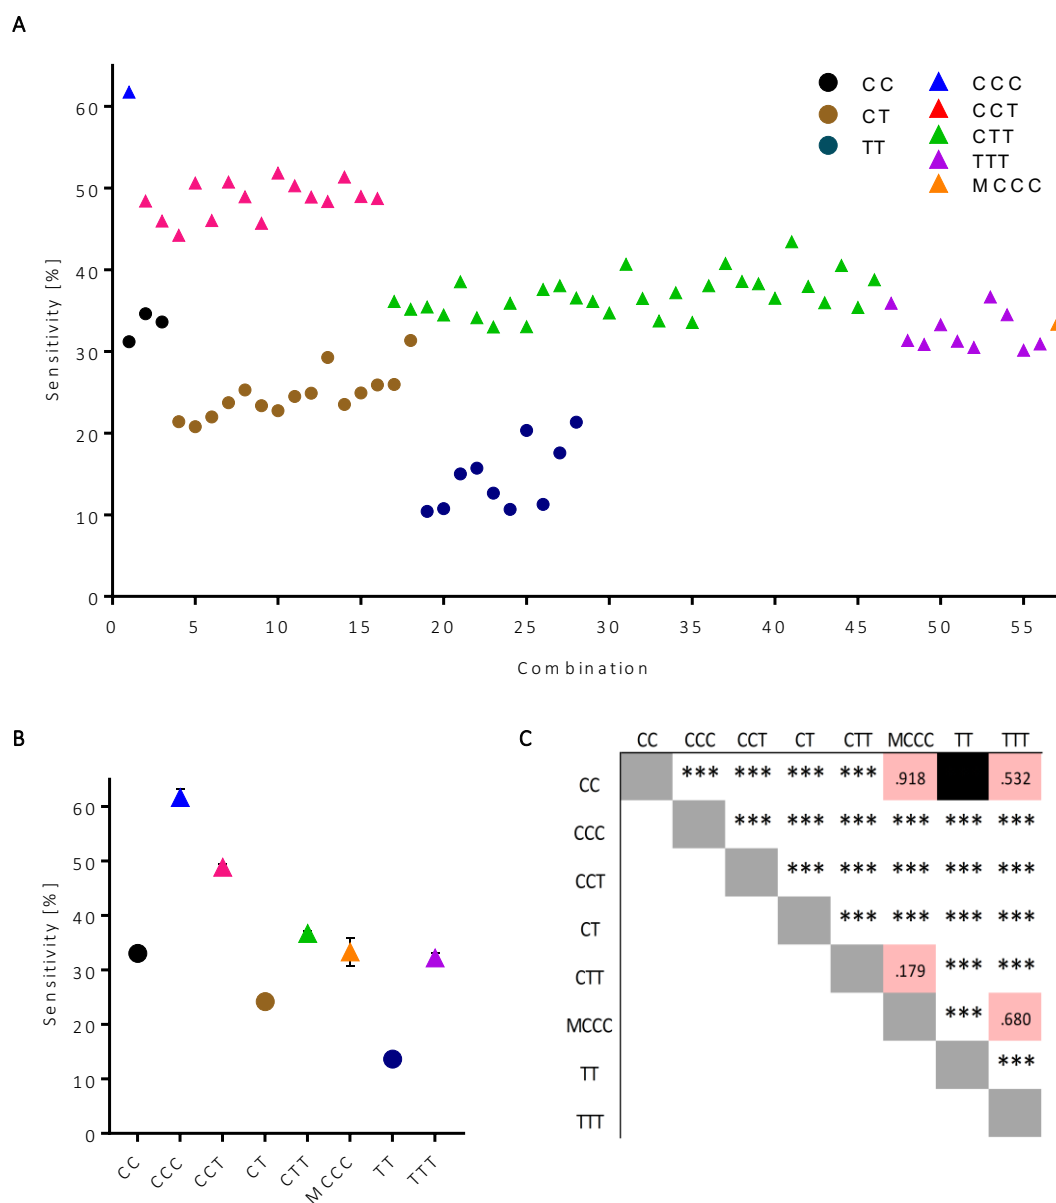 A
60
50
40
30
20
10
0
Sensitivity [%]
0 5 10 15 20 25 30 35 40 45 50 55
Combination
CC
CT
TT
CCC
CCT
CTT
TTT
MCCC
B
60
50
40
30
20
10
0
Sensitivity [%]
CC CCC CCT CT CTT MCCC TT TTT
C
CC CCC CCT CT CTT MCCC TT TTT
CC *** *** *** *** .918 .532
CCC *** *** *** *** *** ***
CCT *** *** *** *** ***
CT *** *** *** ***
CTT .179 *** ***
MCCC *** .680
TT ***
TTT